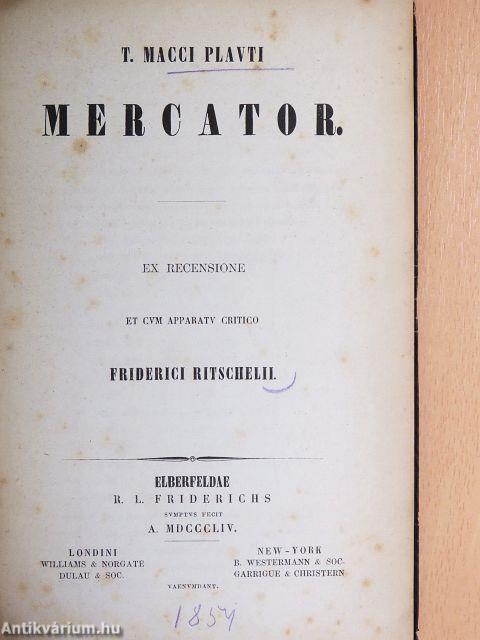 T. MACCI PLAVTI
MERCATOR.
EX RECENSIONE
ET CVM APPARATV CRITICO
FRIDERICI RITSCHELII.
ELBERFELDAE
R. L. FRIDERICHS
SVMPTVS FECIT
A. MDCCCLIV.
LONDINI
WILLIAMS & NORGATE
DULAU & SOC.
NEW-YORK
B. WESTERMANN & SOC.
GARRIGUE & CHRISTERN
VAENVMDANT.
1854
Antikvárium.hu